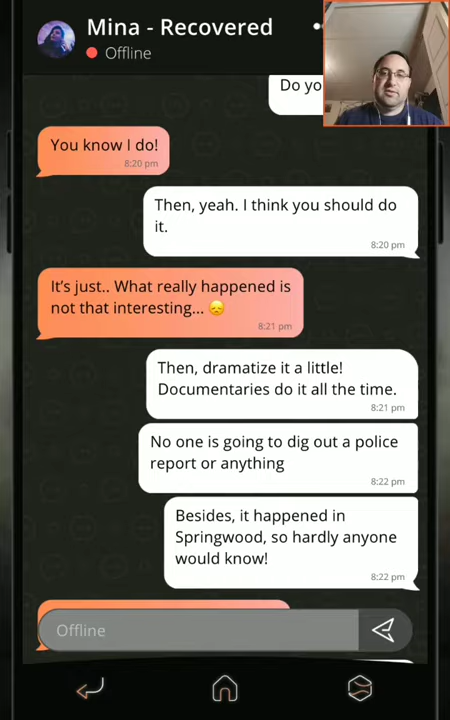 Mina - Recovered
Offline
Do yo
You know I do!
8:20 pm
Then, yeah. I think you should do
it.
8:20 pm
It's just.. What really happened is
not that interesting... 😞
8:21 pm
Then, dramatize it a little!
Documentaries do it all the time.
8:21 pm
No one is going to dig out a police
report or anything
8:22 pm
Besides, it happened in
Springwood, so hardly anyone
would know!
8:22 pm
Offline